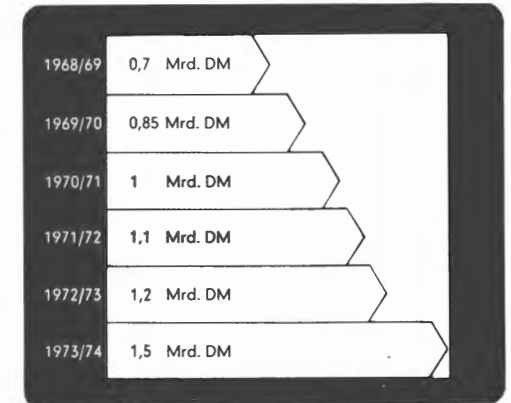 1968/69 0,7 Mrd. DM
1969/70 0,85 Mrd. DM
1970/71 1 Mrd. DM
1971/72 1,1 Mrd. DM
1972/73 1,2 Mrd. DM
1973/74 1,5 Mrd. DM